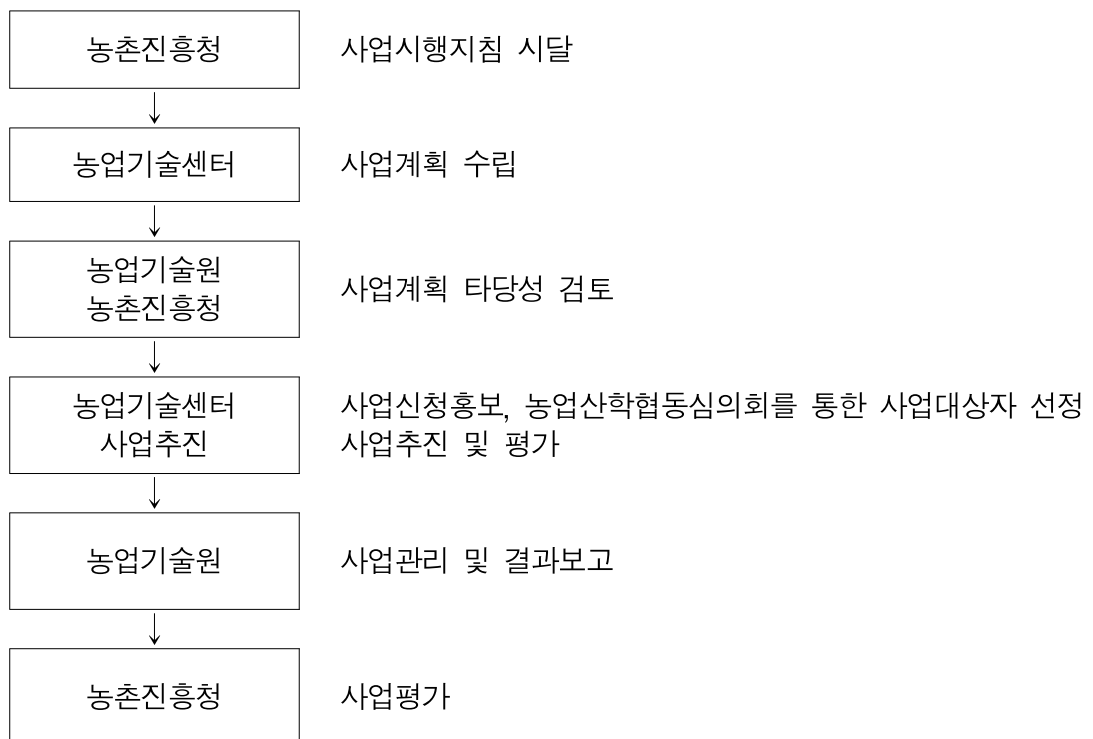 농촌진흥청 사업시행지침 시달
농업기술센터 사업계획 수립
농업기술원
농촌진흥청
사업계획 타당성 검토
농업기술센터
사업추진
사업신청홍보, 농업산학협동심의회를 통한 사업대상자 선정
사업추진 및 평가
농업기술원 사업관리 및 결과보고
농촌진흥청 사업평가